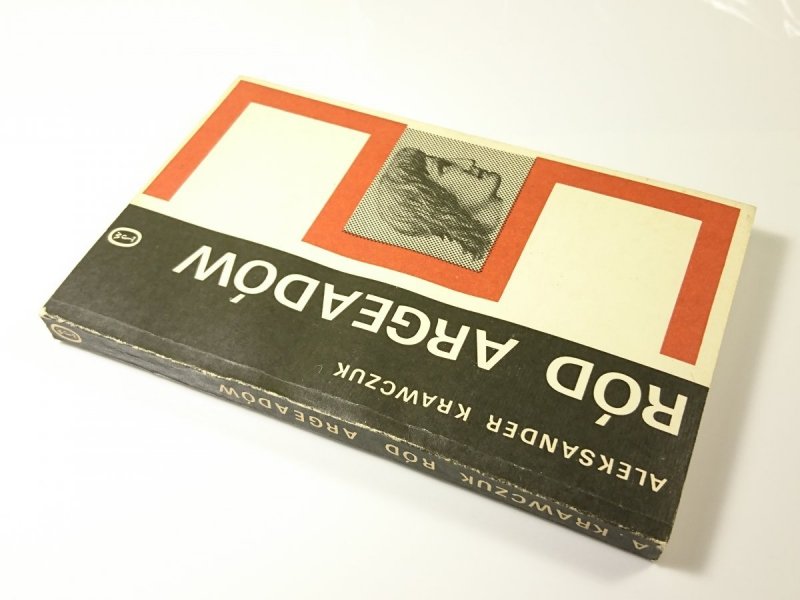 ALEKSANDER KRAWCZUK
RÓD ARGEADÓW
A. KRAWCZUK RÓD ARGEADÓW